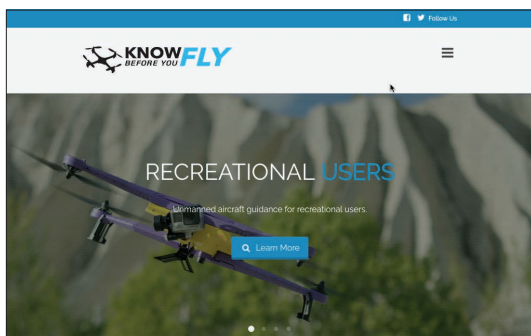 Follow Us
KNOW
BEFORE YOU FLY
RECREATIONAL USERS
Unmanned aircraft guidance for recreational users.
Learn More